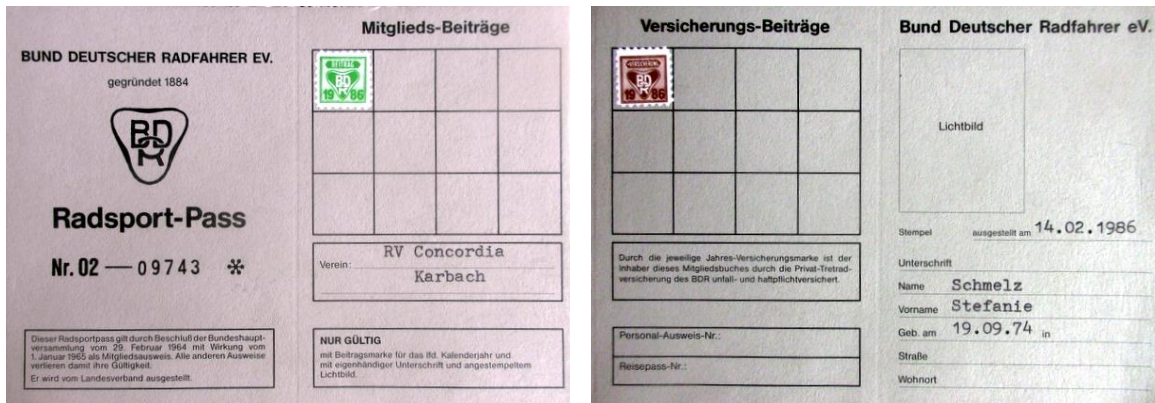 BUND DEUTSCHER RADFAHRER EV.
gegründet 1884
BDR
Radsport-Pass
Nr. 02 — 09743 *
Dieser Radsportpass gilt durch Beschluß der Bundeshaupt-
versammlung vom 29. Februar 1964 mit Wirkung vom
1. Januar 1965 als Mitgliedsausweis. Alle anderen Ausweise
verlieren damit ihre Gültigkeit.
Er wird vom Landesverband ausgestellt.
Mitglieds-Beiträge
BEITRAG
BDR
19 86
Verein: RV Concordia
Karbach
NUR GÜLTIG
mit Beitragsmarke für das lfd. Kalenderjahr und
mit eigenhändiger Unterschrift und angestempeltem
Lichtbild.
Versicherungs-Beiträge
VERSICHERUNG
BDR
19 86
Durch die jeweilige Jahres-Versicherungsmarke ist der
Inhaber dieses Mitgliedsbuches durch die Privat-Tretrad-
versicherung des BDR unfall- und haftpflichtversichert.
Personal-Ausweis-Nr.:
Reisepass-Nr.:
Bund Deutscher Radfahrer eV.
Lichtbild
Stempel ausgestellt am 14.02.1986
Unterschrift
Name Schmelz
Vorname Stefanie
Geb. am 19.09.74 in
Straße
Wohnort